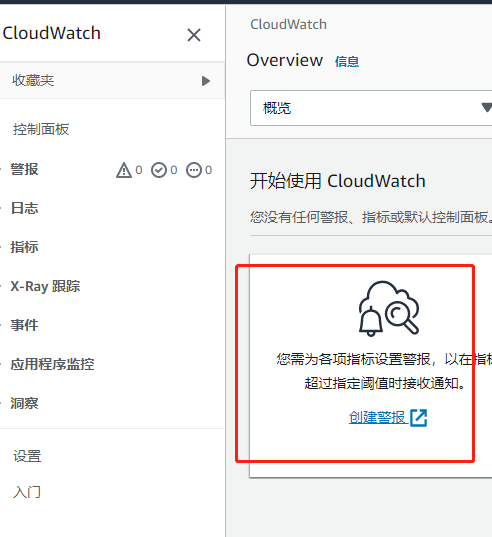 CloudWatch
收藏夹
控制面板
警报 0 0 0
日志
指标
X-Ray 跟踪
事件
应用程序监控
洞察
设置
入门
CloudWatch
Overview 信息
概览
开始使用 CloudWatch
您没有任何警报、指标或默认控制面板。
您需为各项指标设置警报，以在指标
超过指定阈值时接收通知。
创建警报